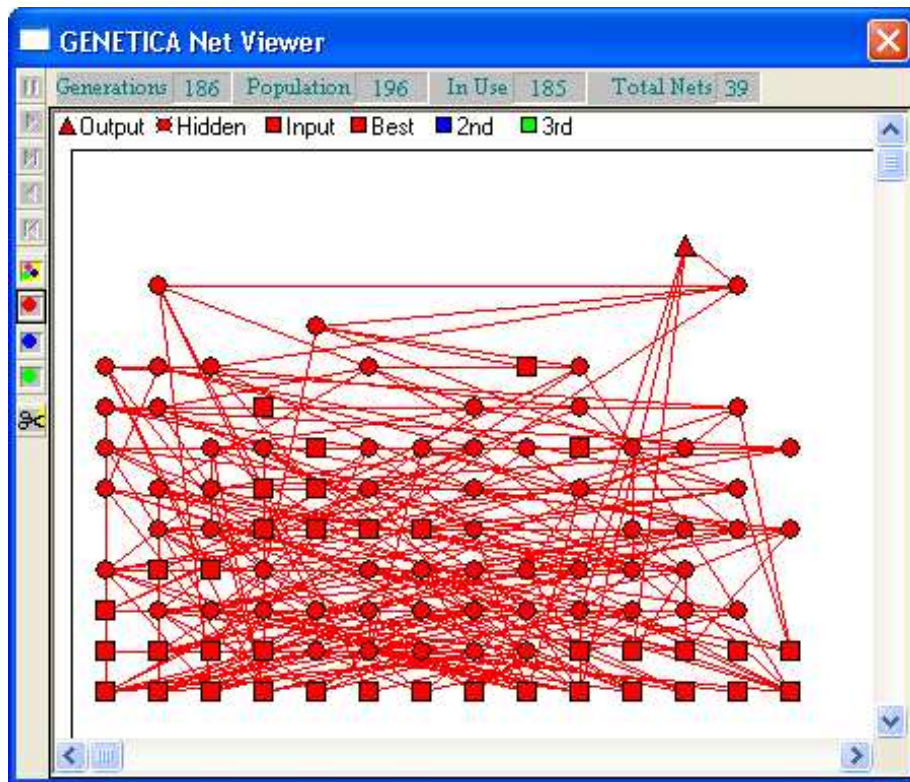 GENETICA Net Viewer
Generations 186 Population 196 In Use 185 Total Nets 39
Output Hidden Input Best 2nd 3rd